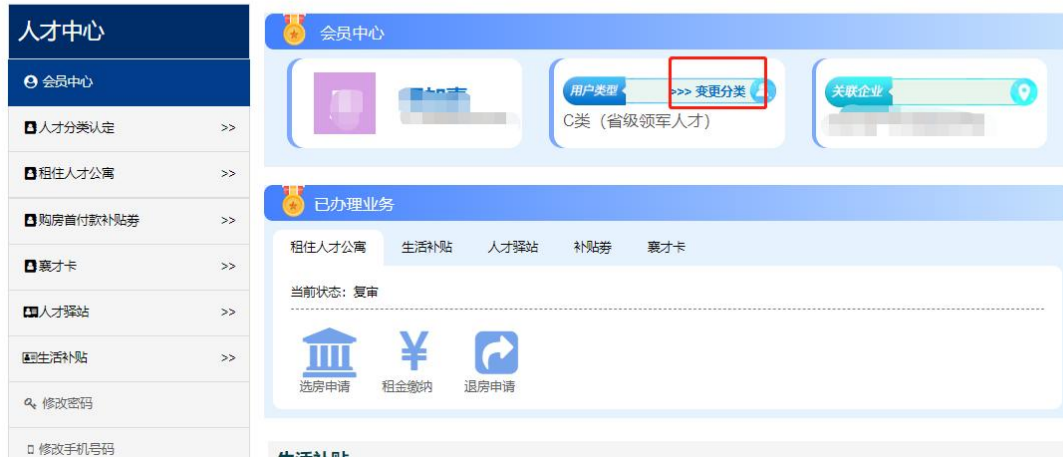 人才中心
会员中心
人才分类认定 >>
租住人才公寓 >>
购房首付款补贴券 >>
襄才卡 >>
人才驿站 >>
生活补贴 >>
修改密码
修改手机号码
会员中心
用户类型 >>> 变更分类
C类（省级领军人才）
关联企业
已办理业务
租住人才公寓 生活补贴 人才驿站 补贴券 襄才卡
当前状态：复审
选房申请 租金缴纳 退房申请
生活补贴